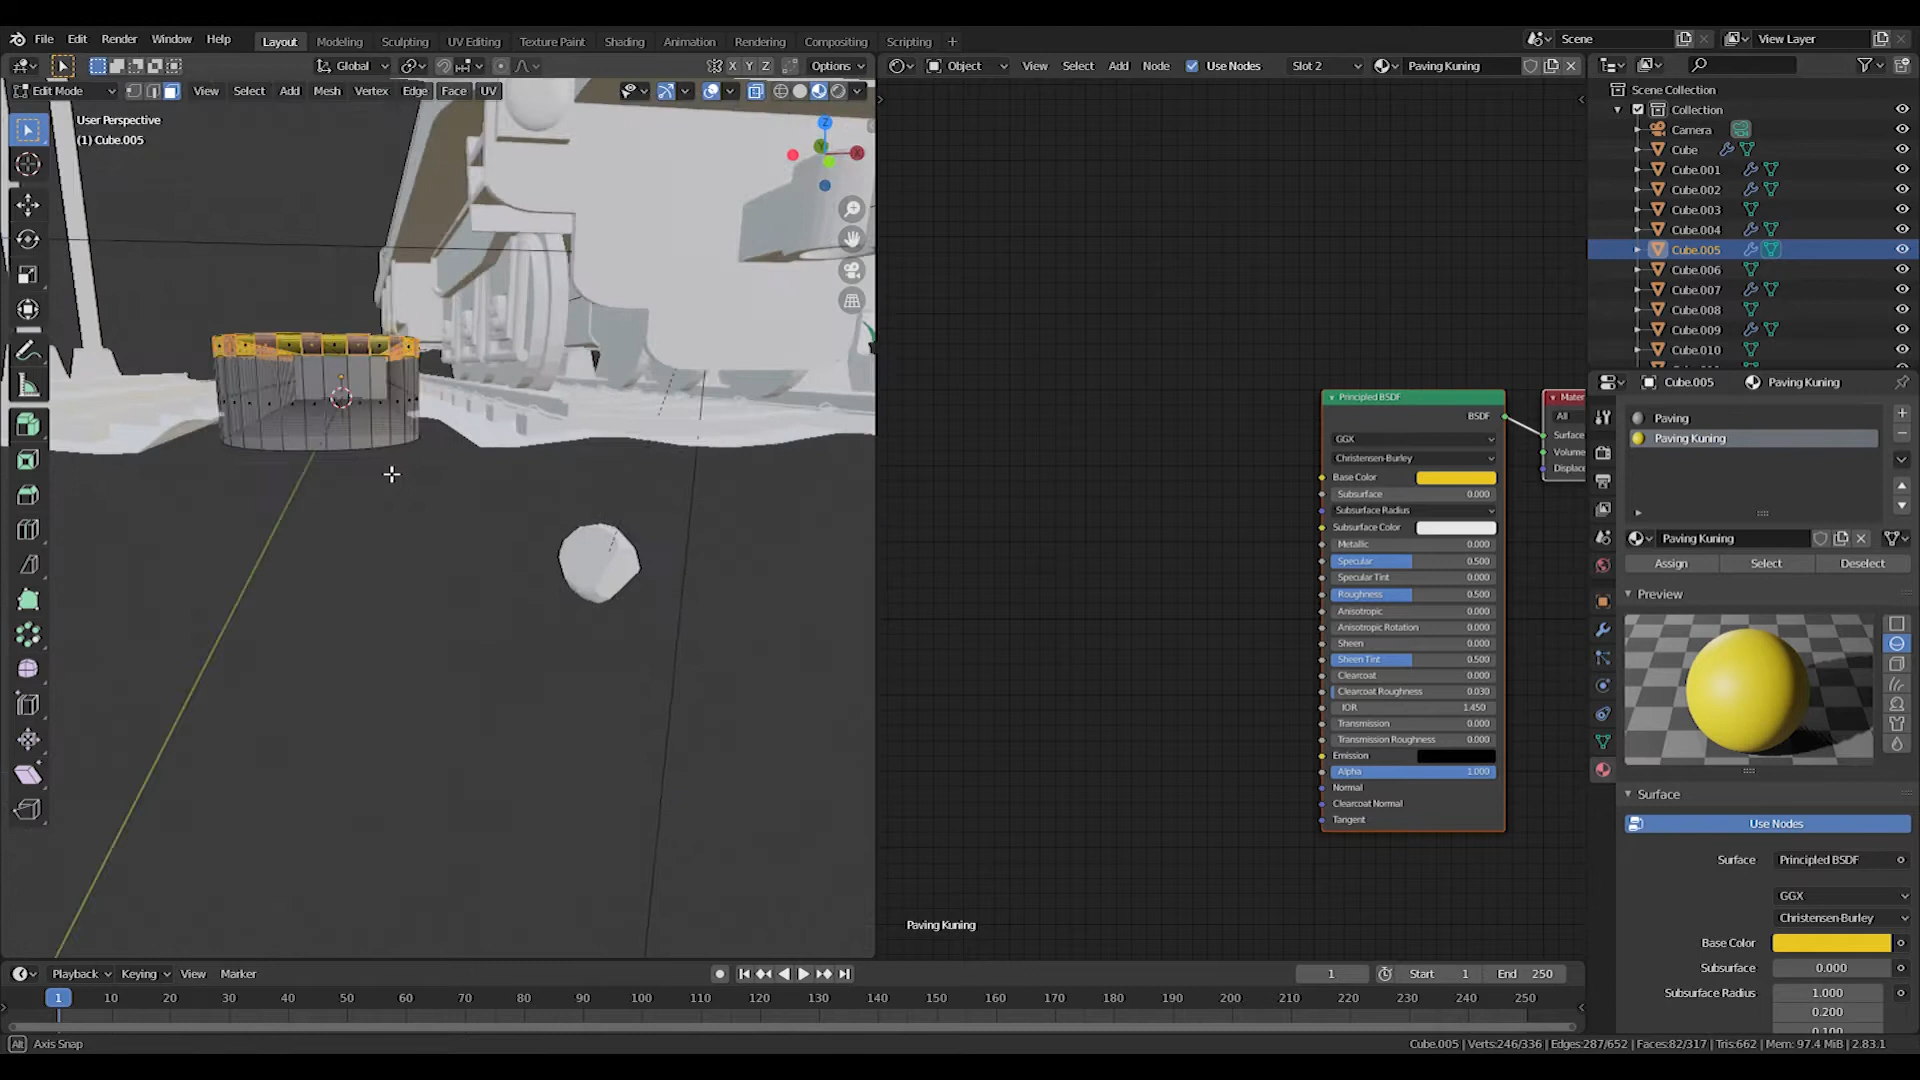 File Edit Render Window Help Layout Modeling Sculpting UV Editing Texture Paint Shading Animation Rendering Compositing Scripting + Scene View Layer
Global X Y Z Options Object View Select Add Node Use Nodes Slot 2 Paving Kuning
Edit Mode View Select Add Mesh Vertex Edge Face UV
User Perspective
(1) Cube.005
Z
Y
X
Scene Collection
Collection
Camera
Cube
Cube.001
Cube.002
Cube.003
Cube.004
Cube.005
Cube.006
Cube.007
Cube.008
Cube.009
Cube.010
Principled BSDF
BSDF
GGX
Christensen-Burley
Base Color
Subsurface 0.000
Subsurface Radius
Subsurface Color
Metallic 0.000
Specular 0.500
Specular Tint 0.000
Roughness 0.500
Anisotropic 0.000
Anisotropic Rotation 0.000
Sheen 0.000
Sheen Tint 0.500
Clearcoat 0.000
Clearcoat Roughness 0.030
IOR 1.450
Transmission 0.000
Transmission Roughness 0.000
Emission
Alpha 1.000
Normal
Clearcoat Normal
Tangent
Mater
All
Surface
Volume
Displac
Paving Kuning
Cube.005 Paving Kuning
Paving
Paving Kuning
Paving Kuning
Assign Select Deselect
Preview
Surface
Use Nodes
Surface Principled BSDF
GGX
Christensen-Burley
Base Color
Subsurface 0.000
Subsurface Radius 1.000
0.200
0.100
Playback Keying View Marker 1 Start 1 End 250
1 10 20 30 40 50 60 70 80 90 100 110 120 130 140 150 160 170 180 190 200 210 220 230 240 250
Alt Axis Snap
Cube.005 | Verts:246/336 | Edges:287/652 | Faces:82/317 | Tris:662 | Mem: 97.4 MiB | 2.83.1